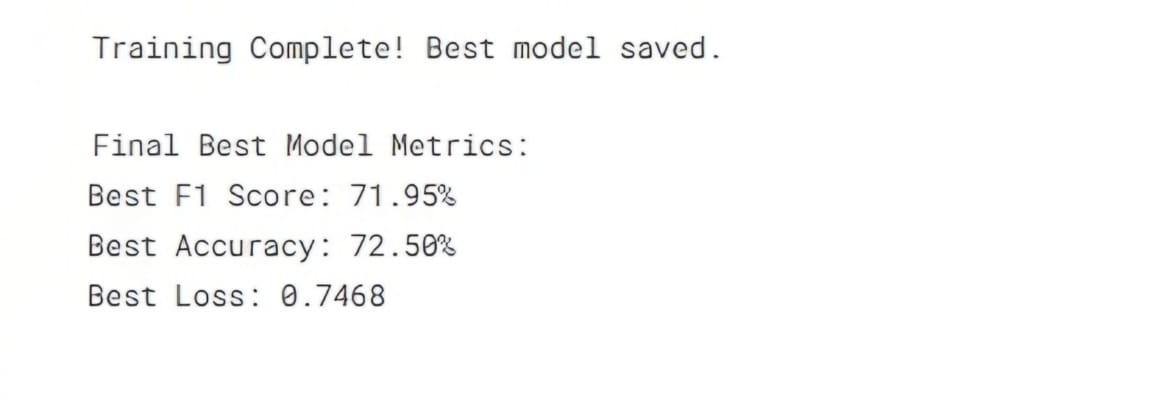 Training Complete! Best model saved.
Final Best Model Metrics:
Best F1 Score: 71.95%
Best Accuracy: 72.50%
Best Loss: 0.7468